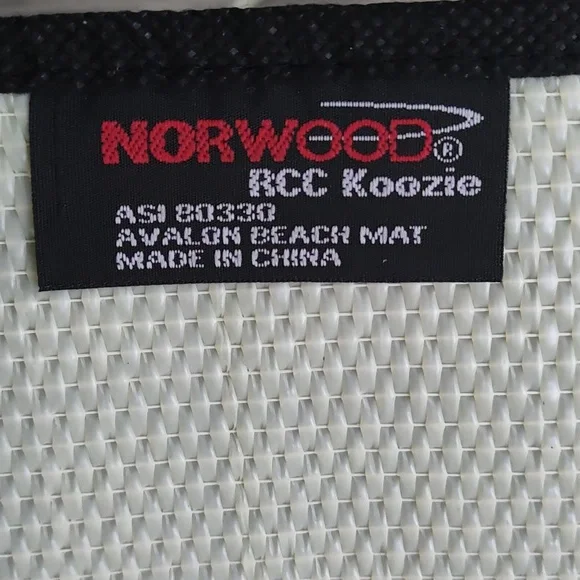 NORWOOD®
RCC Koozie
ASI 80330
AVALON BEACH MAT
MADE IN CHINA